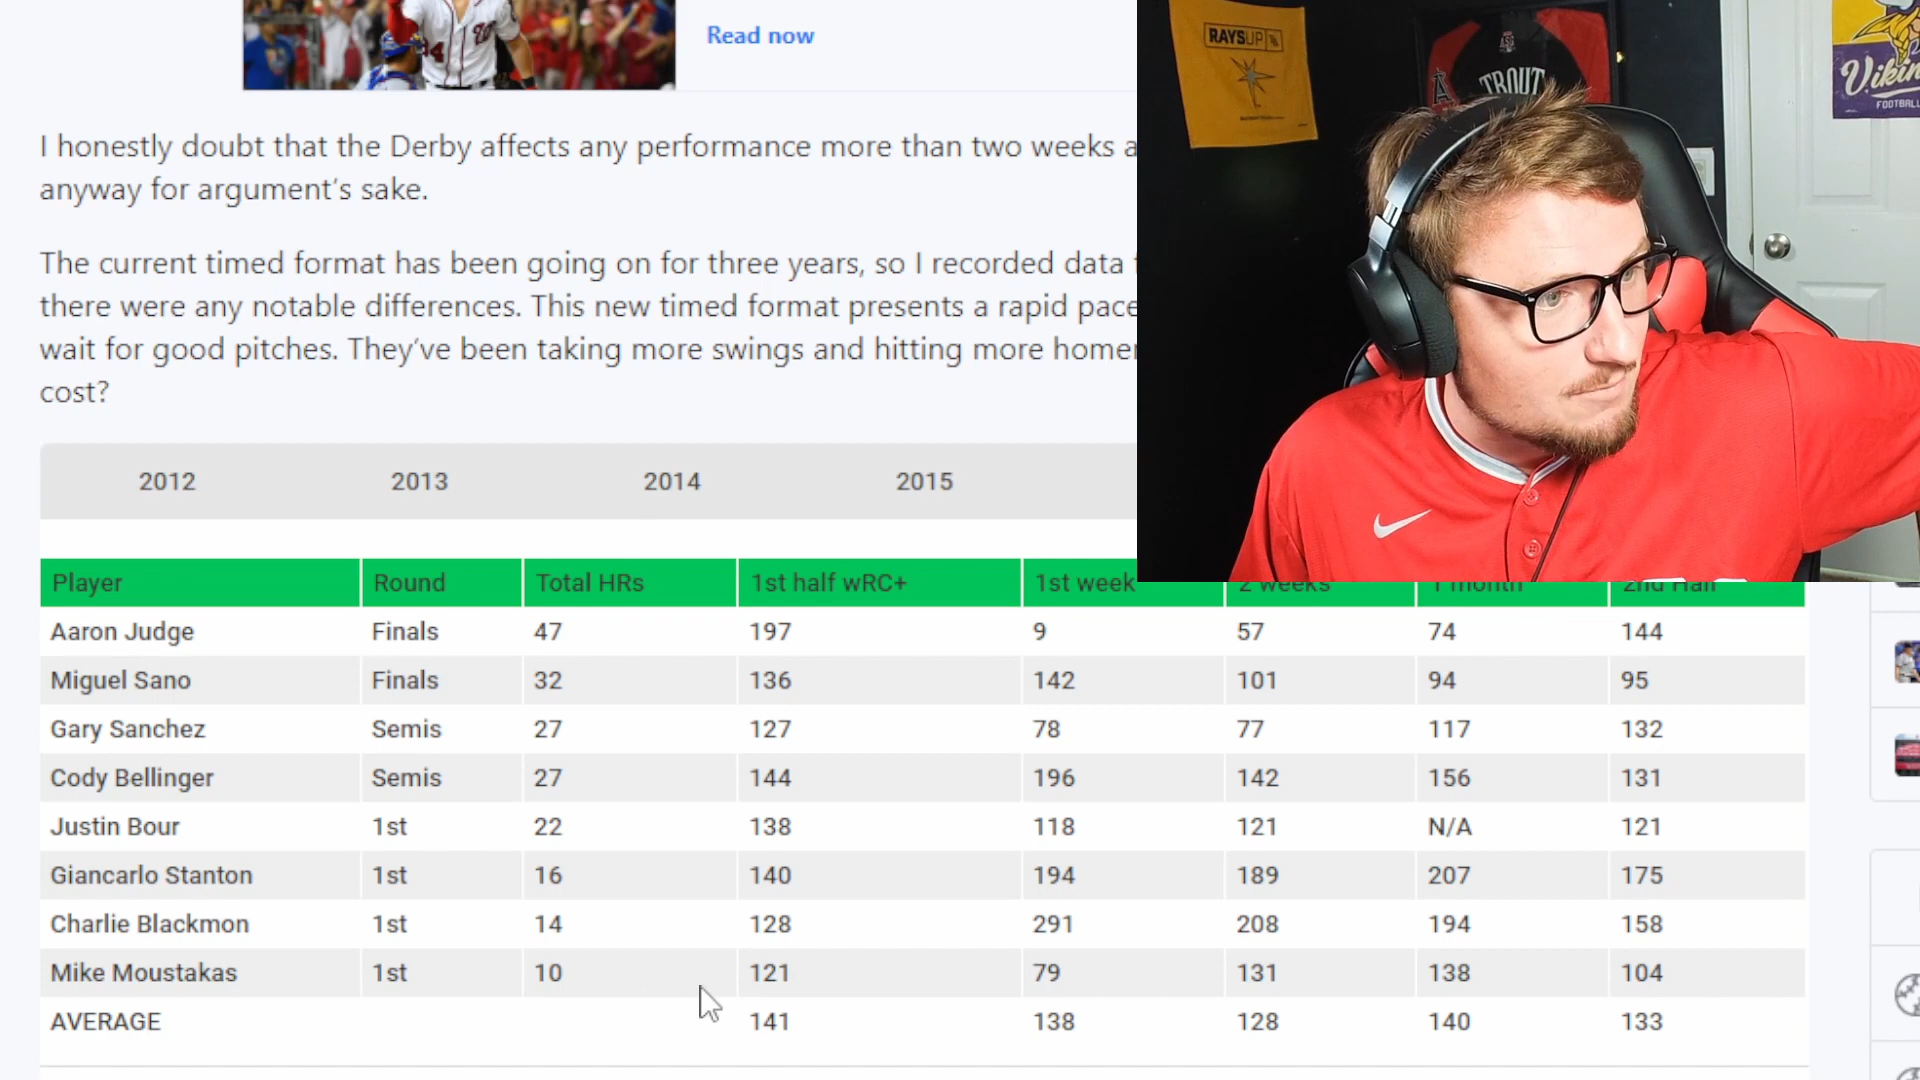 Read now
I honestly doubt that the Derby affects any performance more than two weeks
anyway for argument's sake.
The current timed format has been going on for three years, so I recorded data
there were any notable differences. This new timed format presents a rapid pace
wait for good pitches. They've been taking more swings and hitting more
cost?
2012 2013 2014 2015
Player Round Total HRs 1st half wRC+ 1st week 2 weeks 1 month 2nd Half
Aaron Judge Finals 47 197 9 57 74 144
Miguel Sano Finals 32 136 142 101 94 95
Gary Sanchez Semis 27 127 78 77 117 132
Cody Bellinger Semis 27 144 196 142 156 131
Justin Bour 1st 22 138 118 121 N/A 121
Giancarlo Stanton 1st 16 140 194 189 207 175
Charlie Blackmon 1st 14 128 291 208 194 158
Mike Moustakas 1st 10 121 79 131 138 104
AVERAGE 141 138 128 140 133
RAYS UP
TROUT
A
FOOTBALL